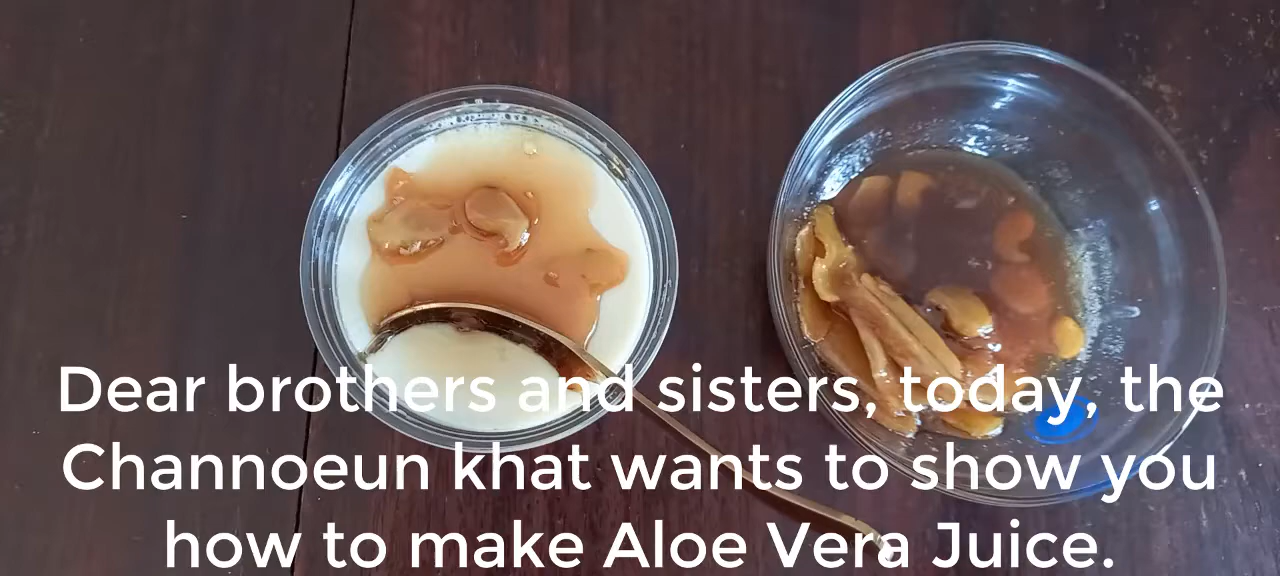 Dear brothers and sisters, today, the
Channoeun khat wants to show you
how to make Aloe Vera Juice.